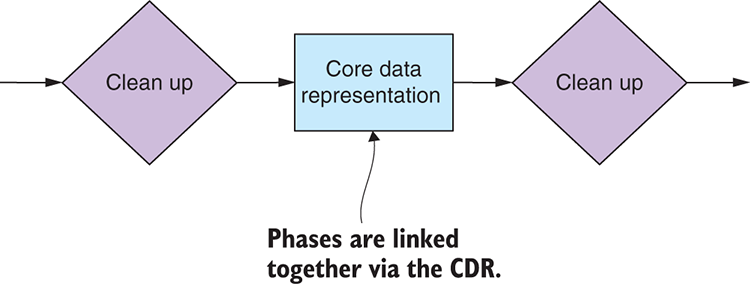 Clean up
Core data
representation
Clean up
Phases are linked
together via the CDR.